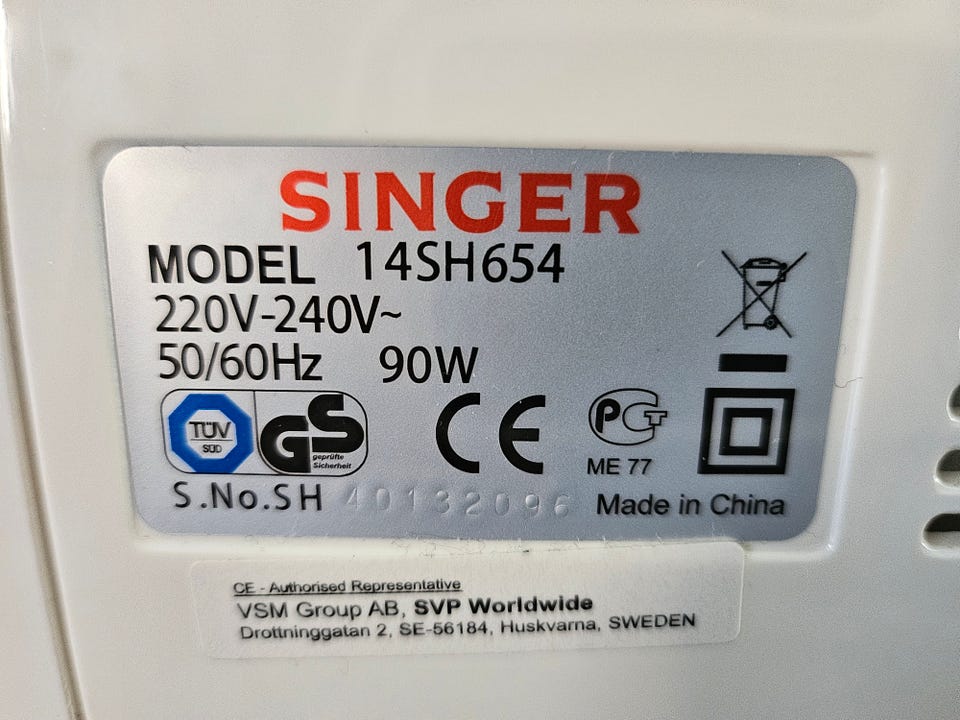 SINGER
MODEL 14SH654
220V-240V~
50/60Hz 90W
TÜV
SÜD
GS
geprüfte
Sicherheit
CE
PCT
ME 77
S.No.SH 40132096
Made in China
CE - Authorised Representative
VSM Group AB, SVP Worldwide
Drottninggatan 2, SE-56184, Huskvarna, SWEDEN